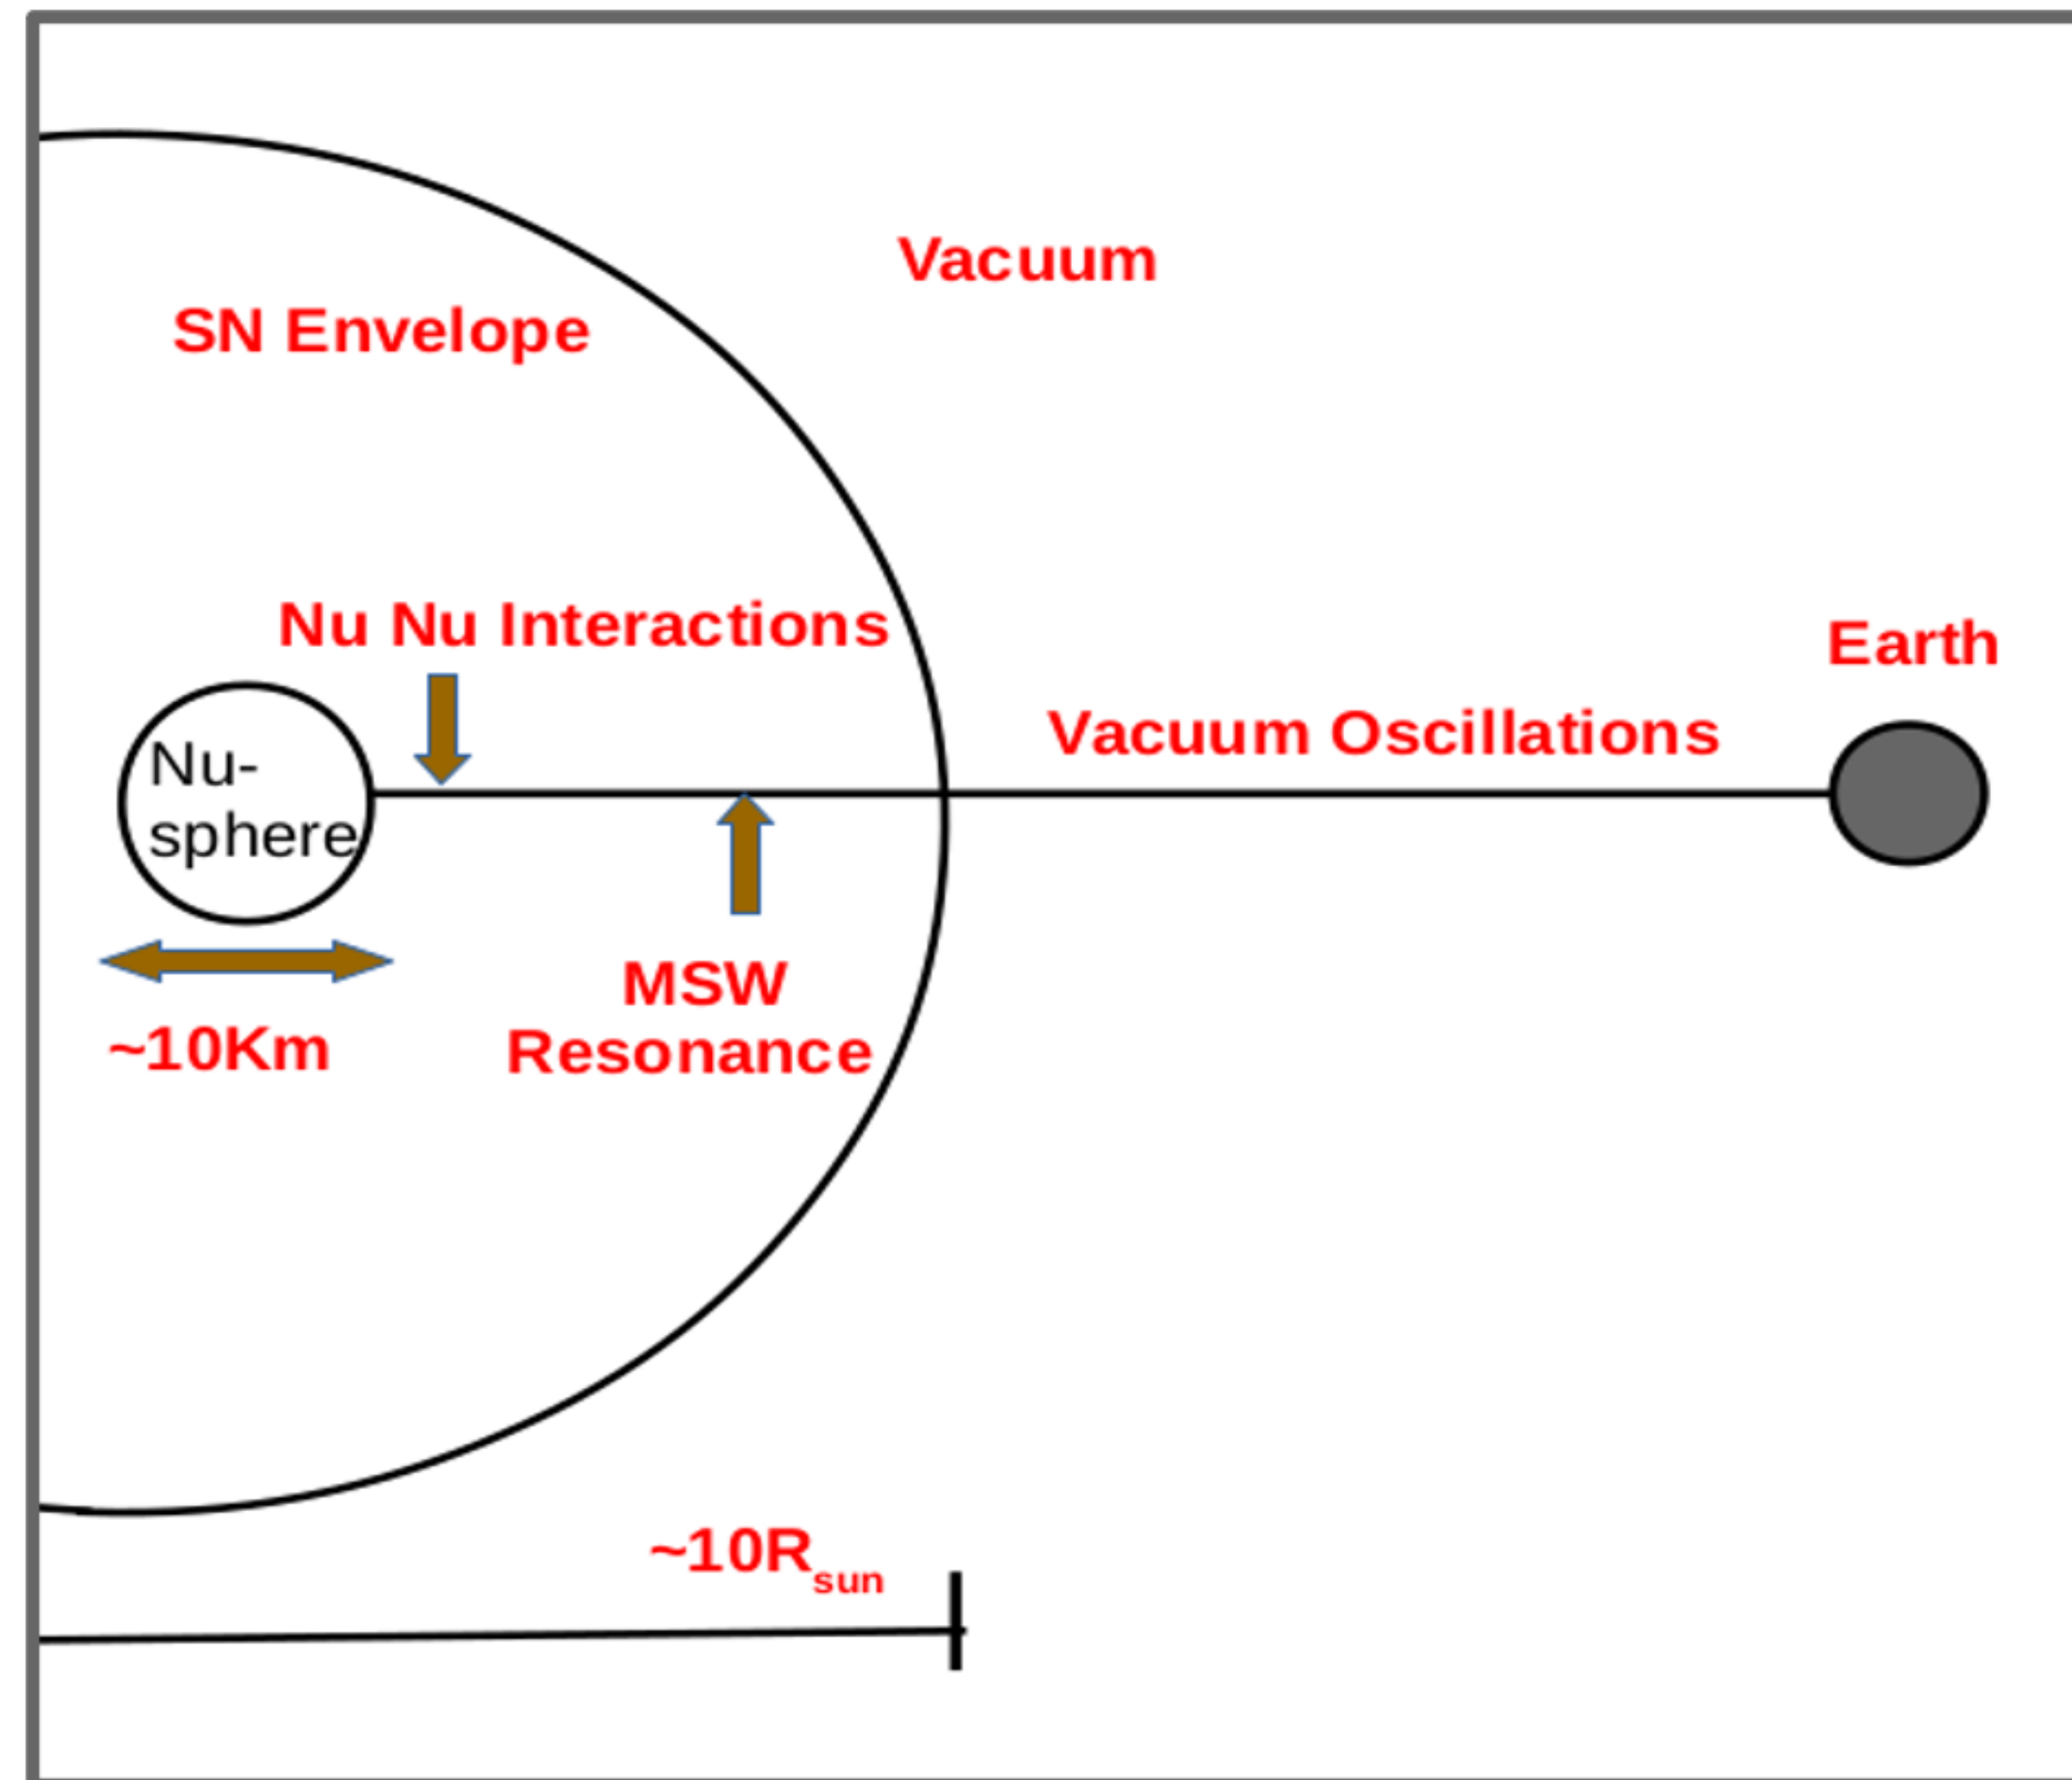 Vacuum
SN Envelope
Nu Nu Interactions
Earth
Vacuum Oscillations
Nu-
sphere
MSW
Resonance
~10Km
~10Rsun